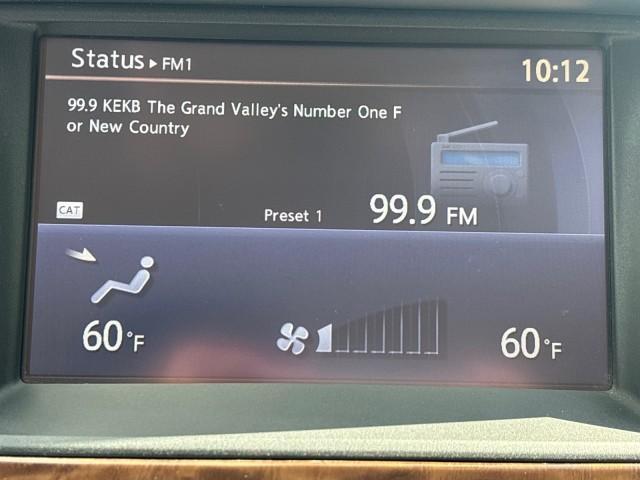 Status ▸ FM1
10:12
99.9 KEKB The Grand Valley's Number One F
or New Country
CAT
Preset 1 99.9 FM
60°F 60°F